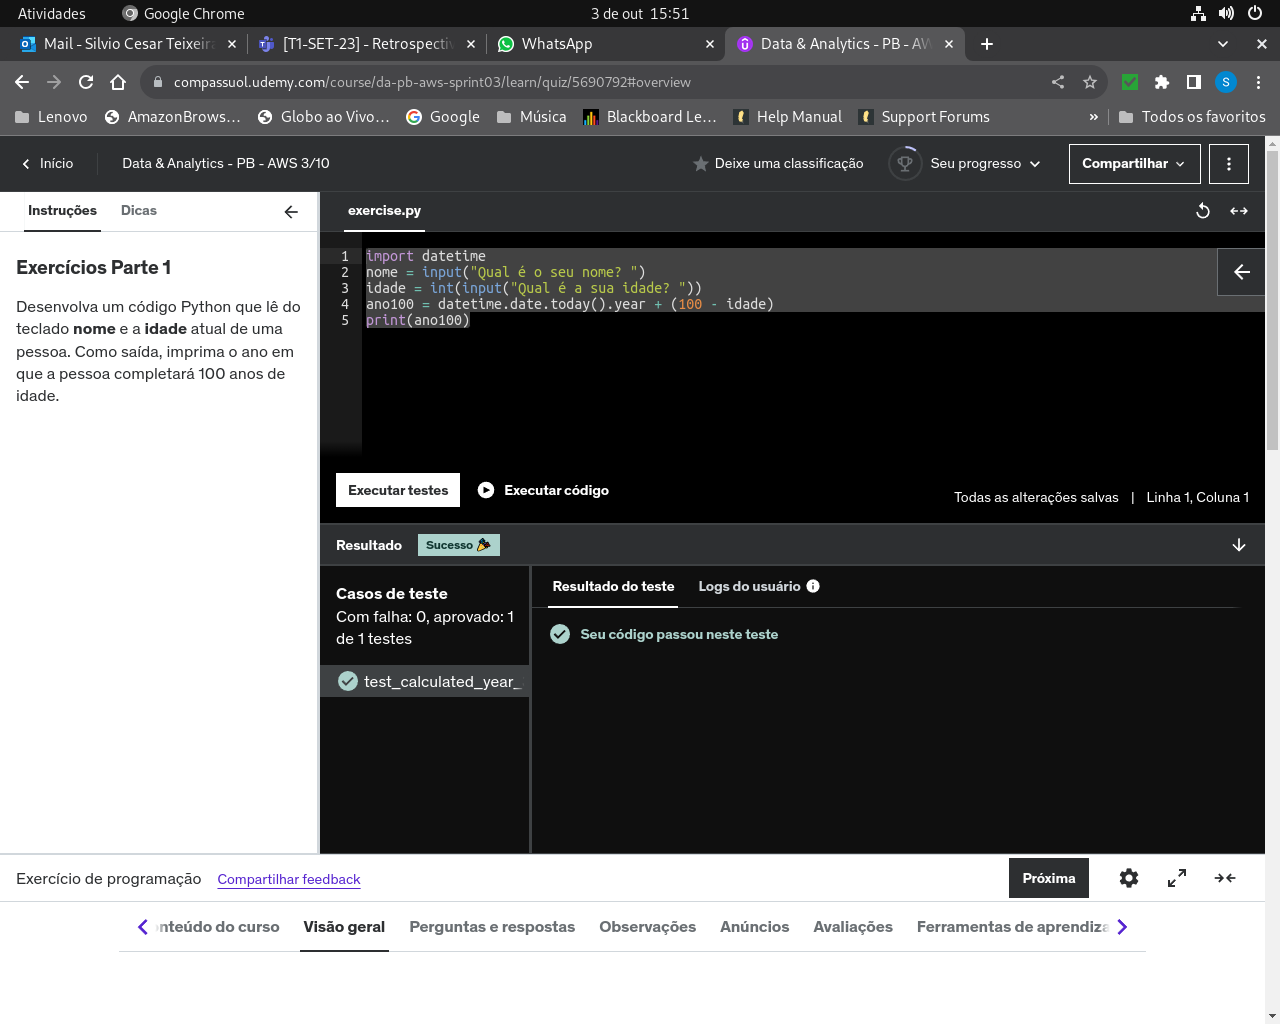 Atividades
Google Chrome
3 de out 15:51
Mail - Silvio Cesar Teixeira
[T1-SET-23] - Retrospectiv
WhatsApp
Data & Analytics - PB - AW
compassuol.udemy.com/course/da-pb-aws-sprint03/learn/quiz/5690792#overview
S
Lenovo
AmazonBrows...
Globo ao Vivo...
Google
Música
Blackboard Le...
Help Manual
Support Forums
»
Todos os favoritos
Início
Data & Analytics - PB - AWS 3/10
Deixe uma classificação
Seu progresso
Compartilhar
Instruções
Dicas
exercise.py
Exercícios Parte 1
Desenvolva um código Python que lê do
teclado nome e a idade atual de uma
pessoa. Como saída, imprima o ano em
que a pessoa completará 100 anos de
idade.
1 import datetime
2 nome = input("Qual é o seu nome? ")
3 idade = int(input("Qual é a sua idade? "))
4 ano100 = datetime.date.today().year + (100 - idade)
5 print(ano100)
Executar testes
Executar código
Todas as alterações salvas | Linha 1, Coluna 1
Resultado
Sucesso
Casos de teste
Com falha: 0, aprovado: 1
de 1 testes
test_calculated_year_
Resultado do teste
Logs do usuário
Seu código passou neste teste
Exercício de programação
Compartilhar feedback
Próxima
nteúdo do curso
Visão geral
Perguntas e respostas
Observações
Anúncios
Avaliações
Ferramentas de aprendiza